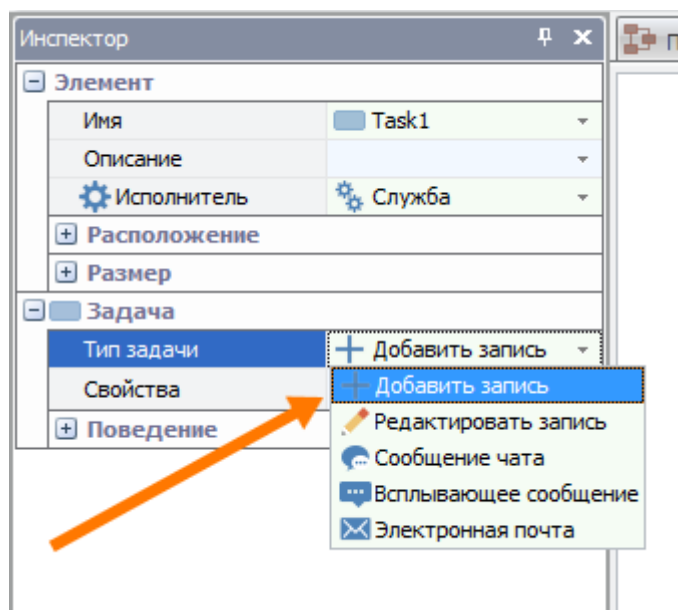 Инспектор
П
Элемент
Имя Task1
Описание
Исполнитель Служба
Расположение
Размер
Задача
Тип задачи Добавить запись
Свойства Добавить запись
Поведение Редактировать запись
Сообщение чата
Всплывающее сообщение
Электронная почта